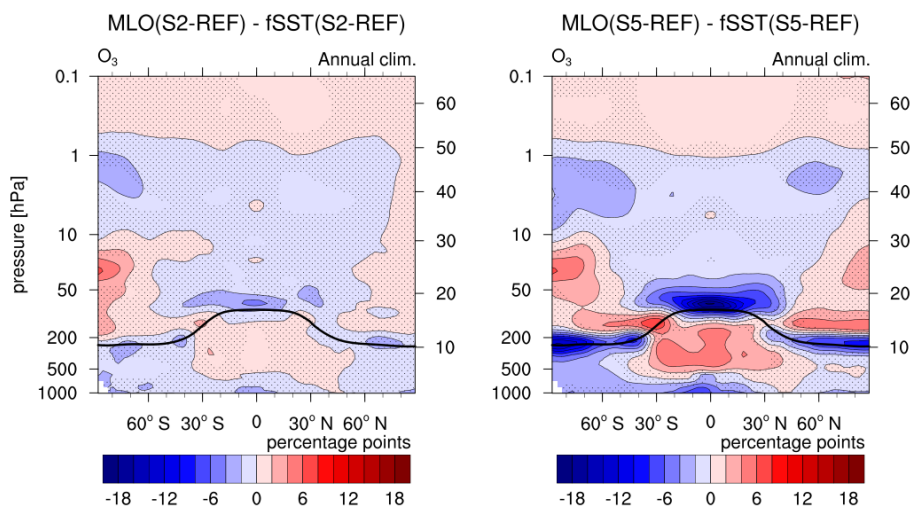 MLO(S2-REF) - fSST(S2-REF)
O₃ Annual clim.
0.1
1
10
50
200
500
1000
pressure [hPa]
60
50
40
30
20
10
60° S 30° S 0 30° N 60° N
percentage points
-18 -12 -6 0 6 12 18
MLO(S5-REF) - fSST(S5-REF)
O₃ Annual clim.
0.1
1
10
50
200
500
1000
60
50
40
30
20
10
60° S 30° S 0 30° N 60° N
percentage points
-18 -12 -6 0 6 12 18